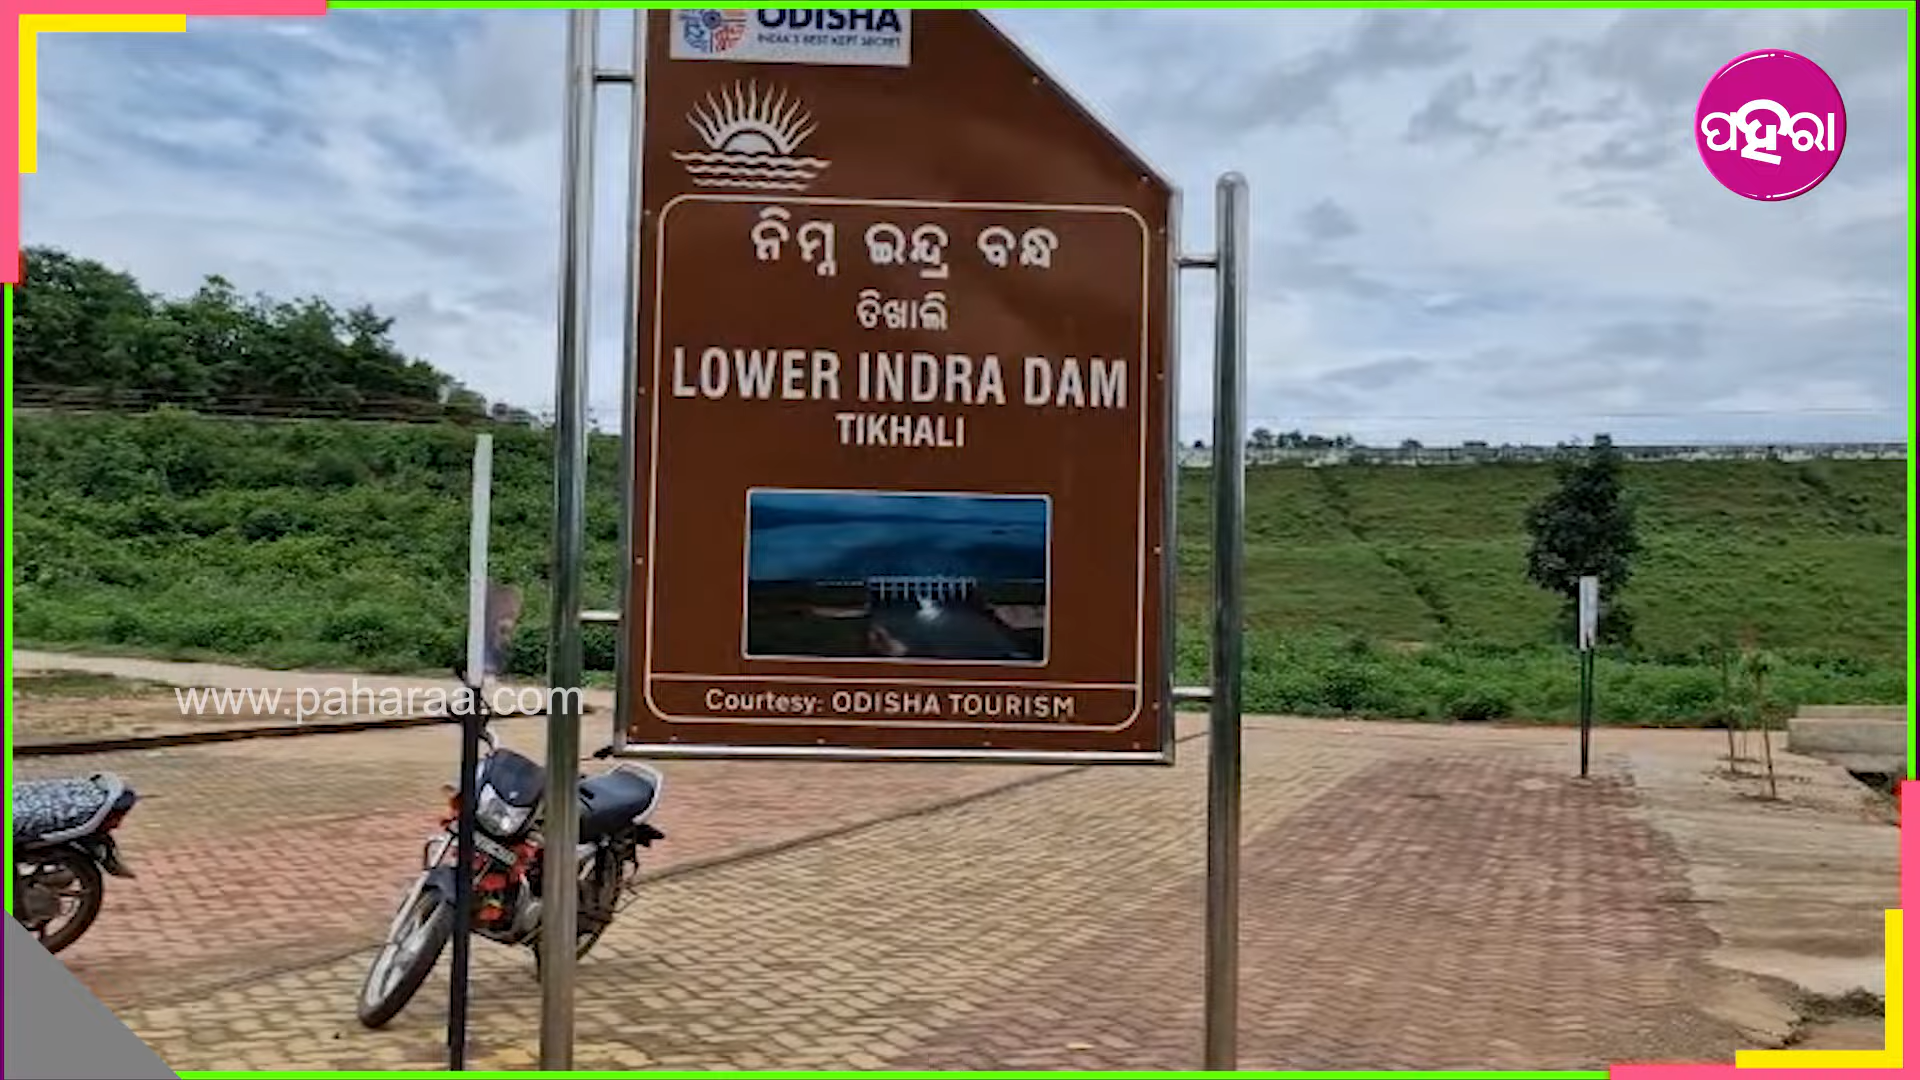 ODISHA
INDIA'S BEST KEPT SECRET
ପହରା
ନିମ୍ନ ଇନ୍ଦ୍ର ବନ୍ଧ
ତିଖାଲି
LOWER INDRA DAM
TIKHALI
Courtesy: ODISHA TOURISM
www.paharaa.com